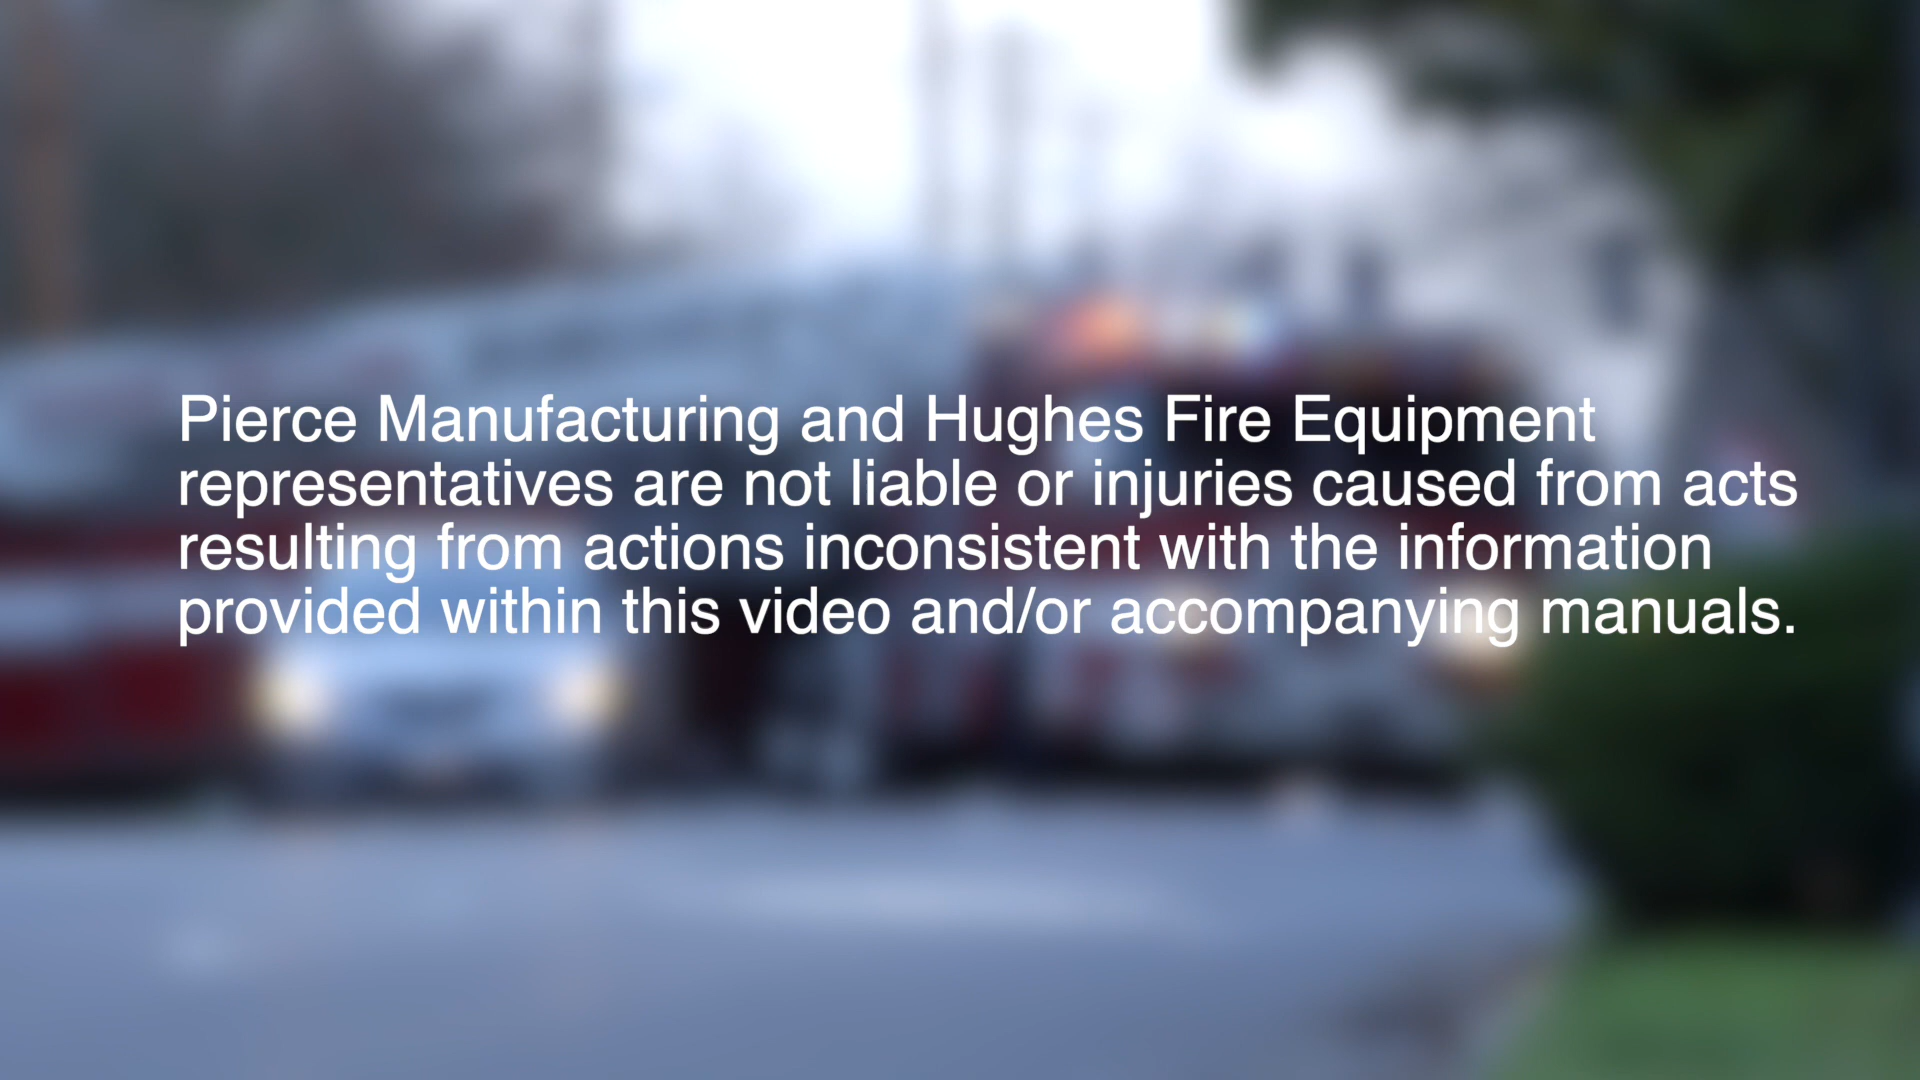 Pierce Manufacturing and Hughes Fire Equipment
representatives are not liable or injuries caused from acts
resulting from actions inconsistent with the information
provided within this video and/or accompanying manuals.